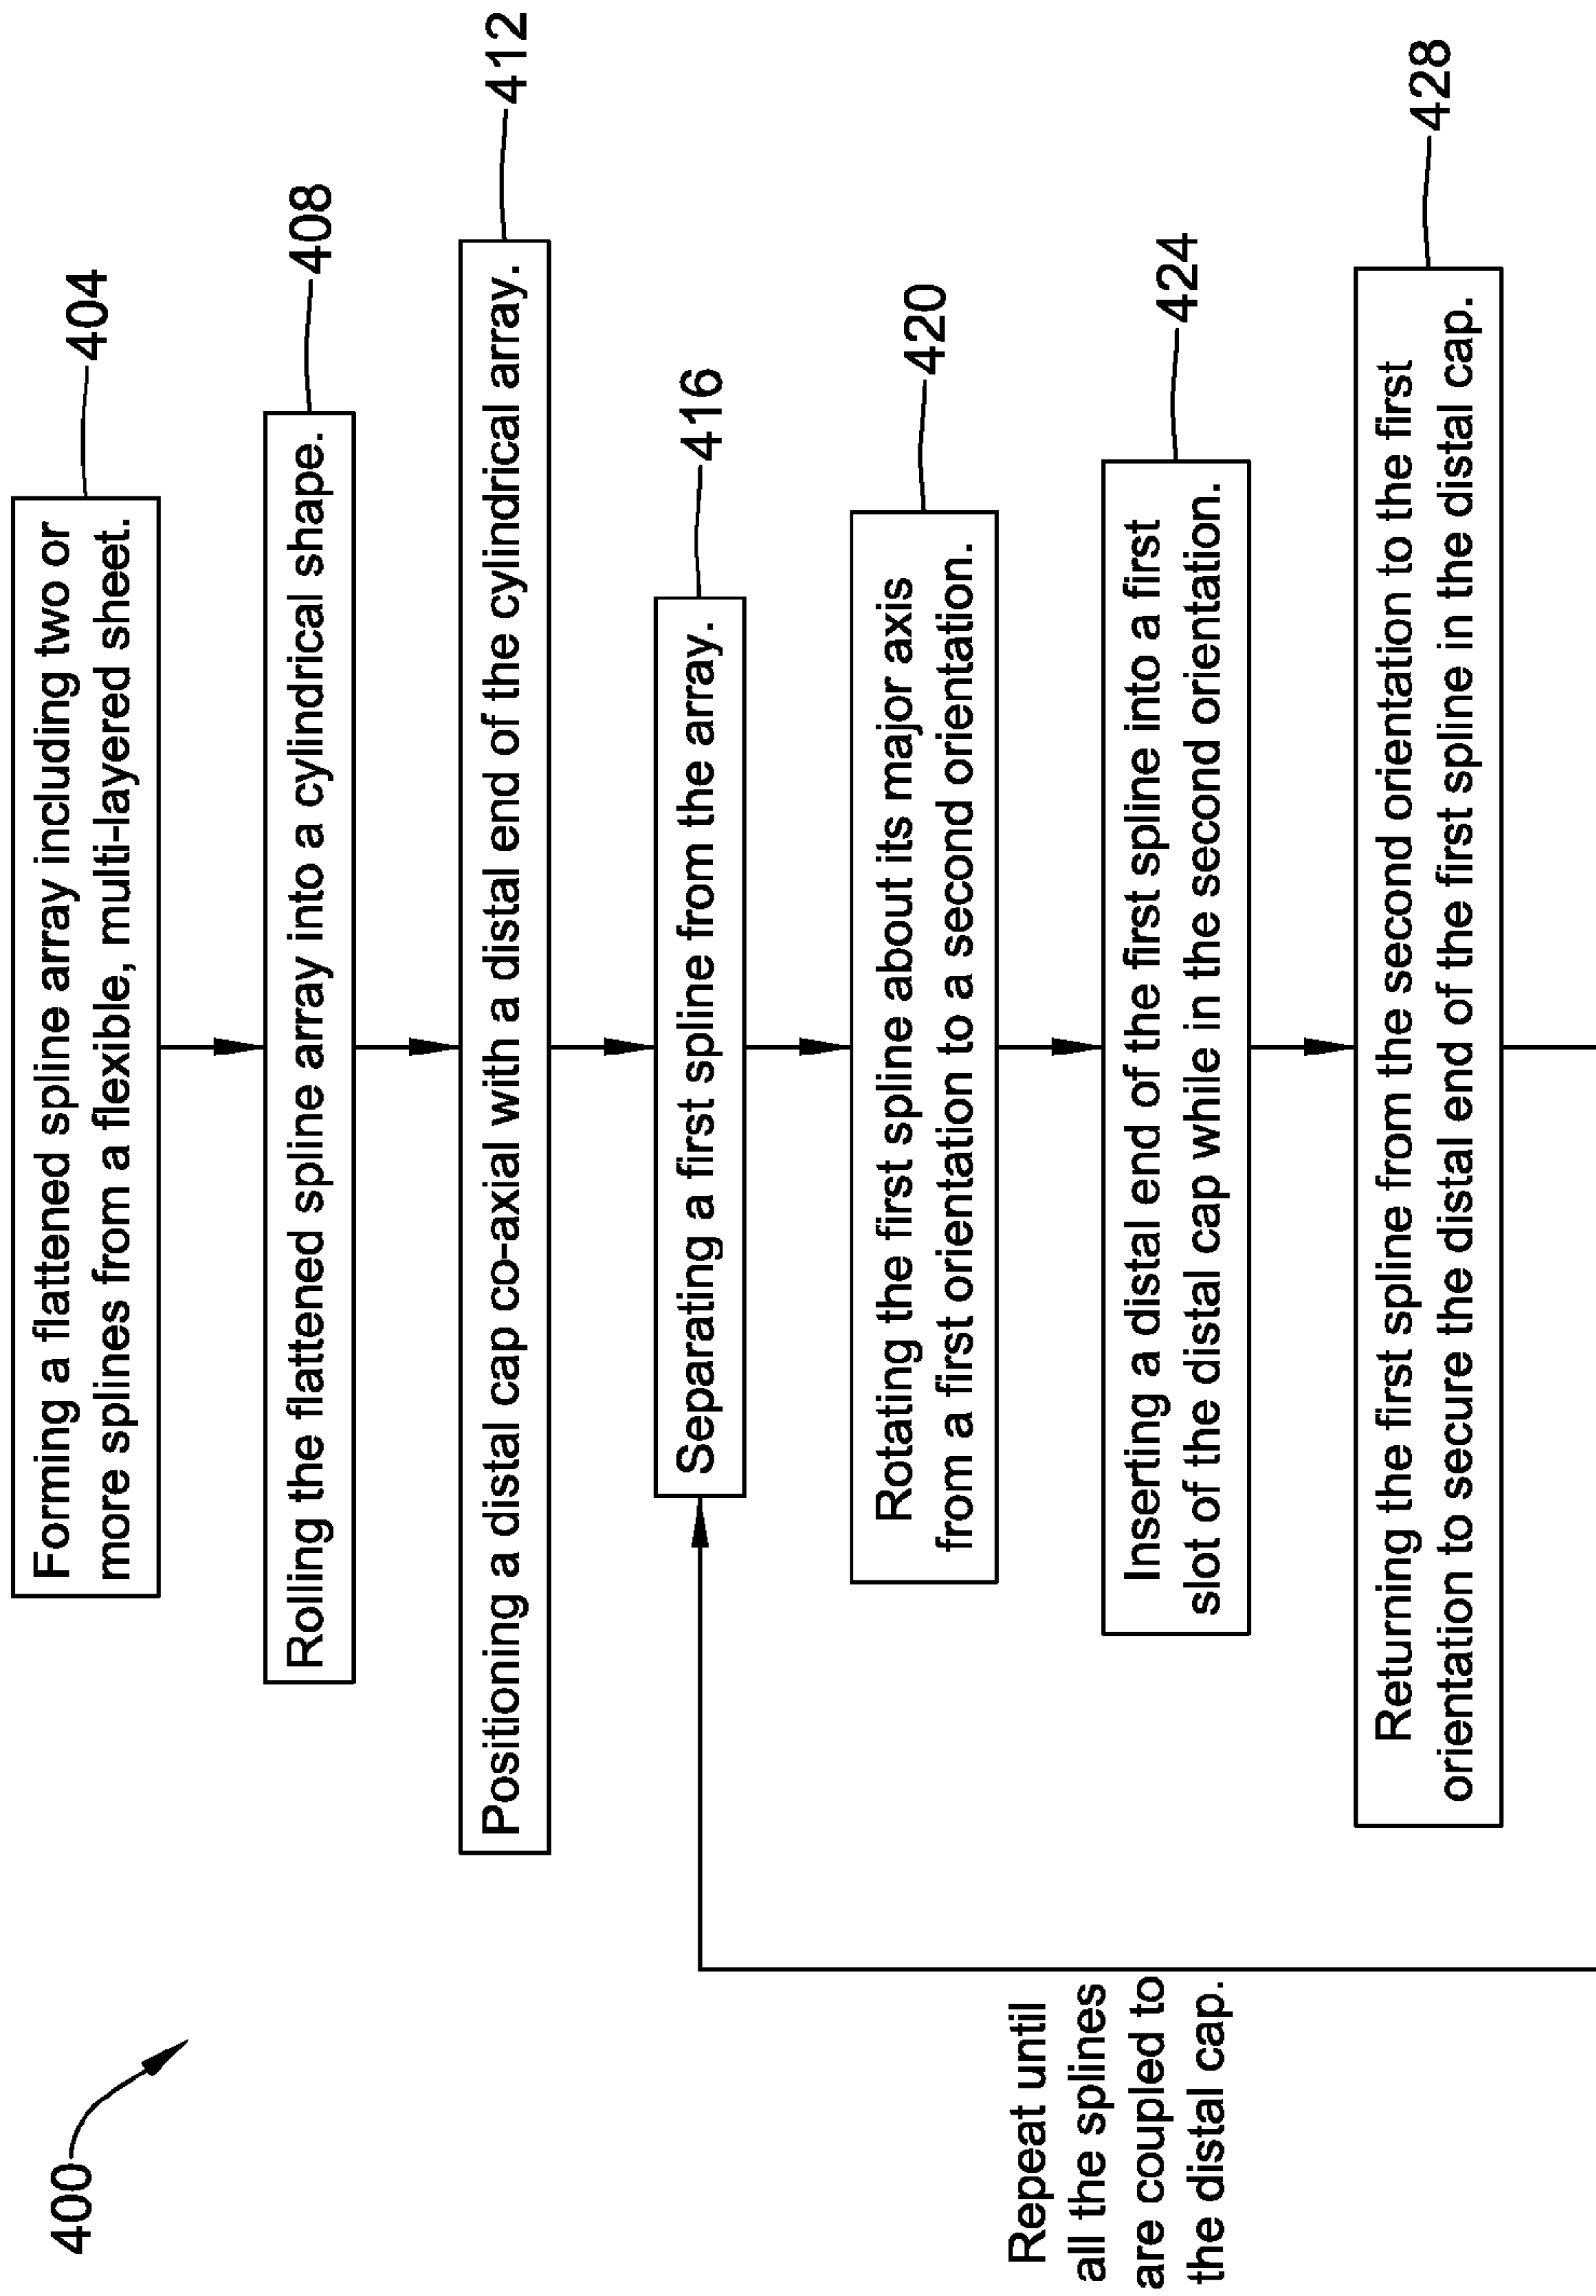 400
Forming a flattened spline array including two or
more splines from a flexible, multi-layered sheet.
404
Rolling the flattened spline array into a cylindrical shape.
408
Positioning a distal cap co-axial with a distal end of the cylindrical array.
412
Separating a first spline from the array.
416
Rotating the first spline about its major axis
from a first orientation to a second orientation.
420
Inserting a distal end of the first spline into a first
slot of the distal cap while in the second orientation.
424
Returning the first spline from the second orientation to the first
orientation to secure the distal end of the first spline in the distal cap.
428
Repeat until
all the splines
are coupled to
the distal cap.